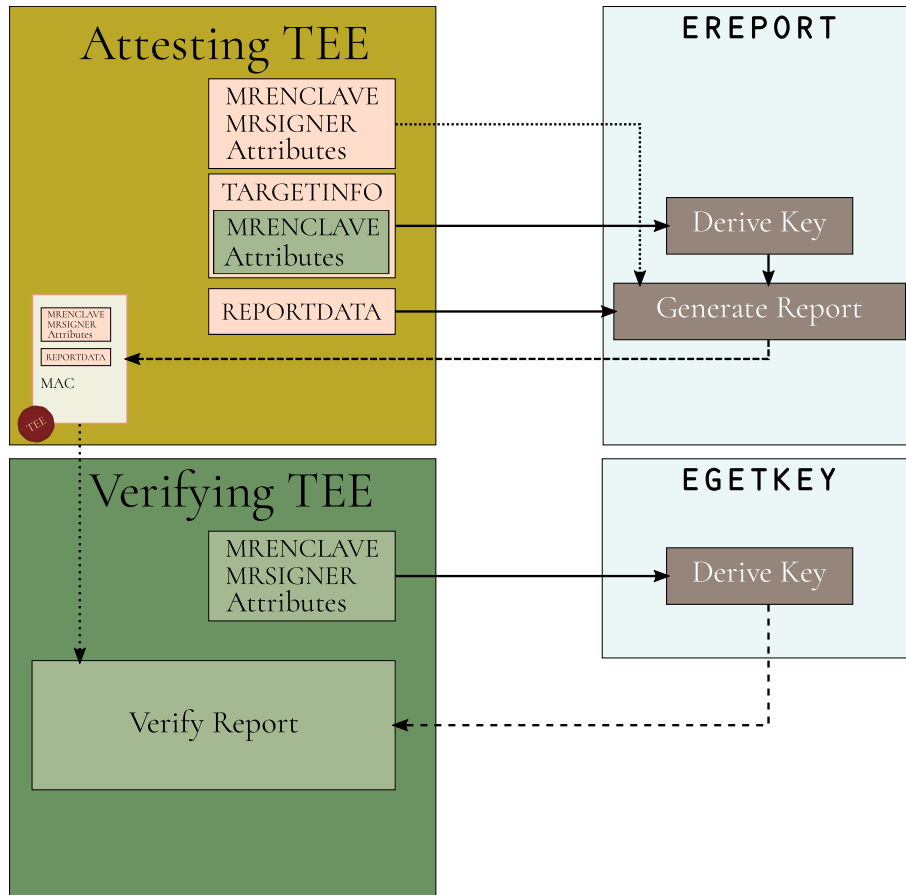 Attesting TEE
MRENCLAVE
MRSIGNER
Attributes
TARGETINFO
MRENCLAVE
Attributes
REPORTDATA
MRENCLAVE
MRSIGNER
Attributes
REPORTDATA
MAC
TEE
EREPORT
Derive Key
Generate Report
Verifying TEE
MRENCLAVE
MRSIGNER
Attributes
Verify Report
EGETKEY
Derive Key